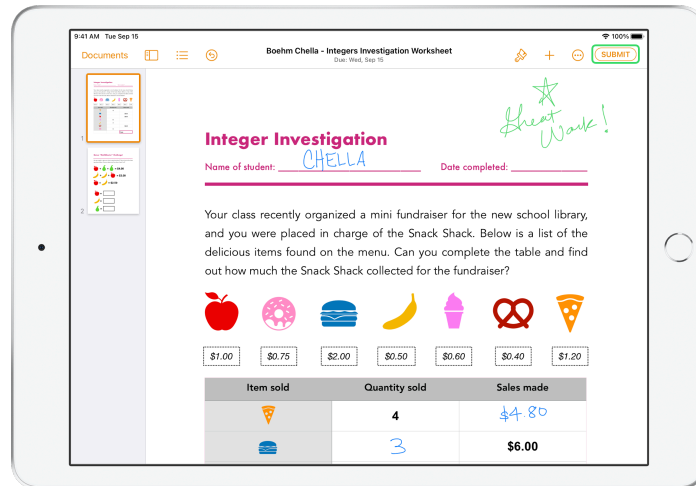 9:41 AM Tue Sep 15
100%
Documents
Boehm Chella - Integers Investigation Worksheet
Due: Wed, Sep 15
SUBMIT
1
2
Great
Work!
Integer Investigation
Name of student: CHELLA Date completed:
Your class recently organized a mini fundraiser for the new school library,
and you were placed in charge of the Snack Shack. Below is a list of the
delicious items found on the menu. Can you complete the table and find
out how much the Snack Shack collected for the fundraiser?
$1.00 $0.75 $2.00 $0.50 $0.60 $0.40 $1.20
Item sold Quantity sold Sales made
4 $4.80
3 $6.00